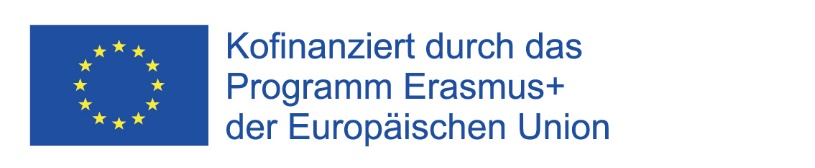 Kofinanziert durch das
Programm Erasmus+
der Europäischen Union